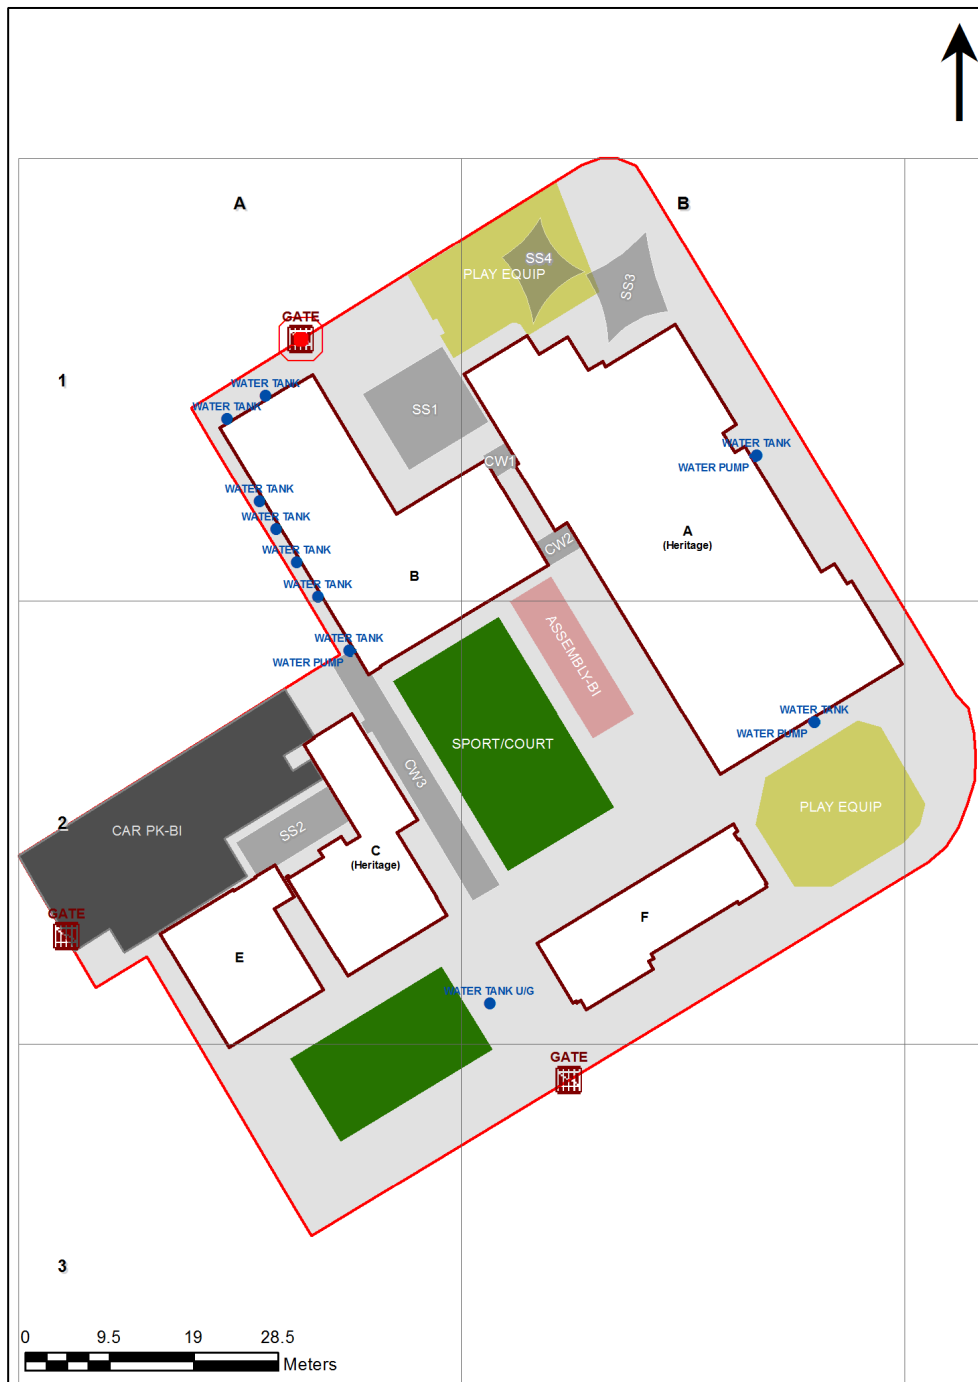 A
B
SS4
PLAY EQUIP
SS3
GATE
1
WATER TANK
WATER TANK
SS1
WATER TANK
CW1
WATER PUMP
WATER TANK
WATER TANK
A
(Heritage)
CW2
WATER TANK
B
WATER TANK
WATER TANK
WATER PUMP
ASSEMBLY-BI
WATER TANK
WATER PUMP
SPORT/COURT
CW3
PLAY EQUIP
2
CAR PK-BI
SS2
C
(Heritage)
GATE
F
E
WATER TANK U/G
GATE
3
0 9.5 19 28.5
Meters